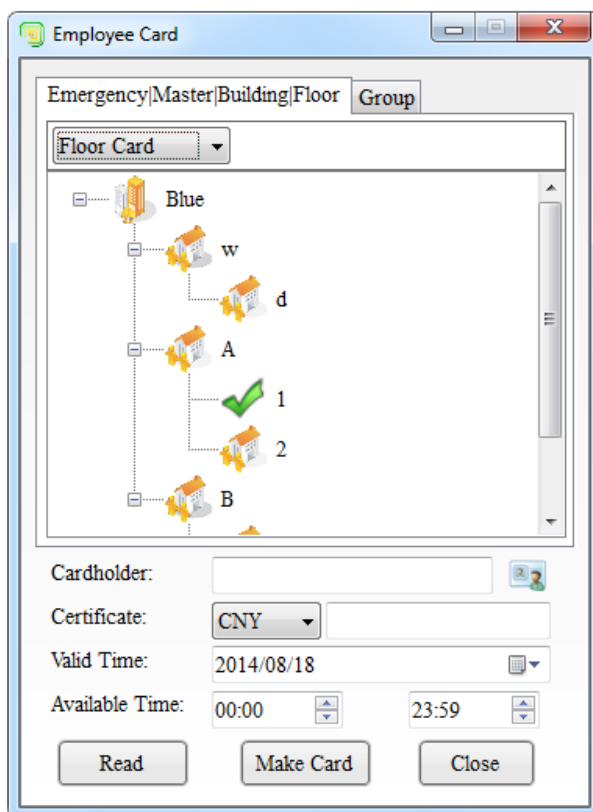 Employee Card
Emergency|Master|Building|Floor Group
Floor Card
Blue
w
d
A
1
2
B
Cardholder:
Certificate: CNY
Valid Time: 2014/08/18
Available Time: 00:00 23:59
Read Make Card Close